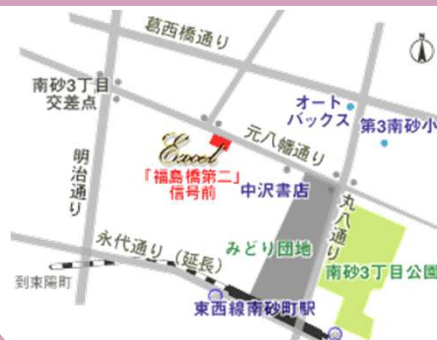 葛西橋通り
南砂3丁目
交差点
オート
バックス
第3南砂小
元八幡通り
Excel
「福島橋第二」
信号前
中沢書店
明治通り
丸八通り
永代通り（延長）
みどり団地
南砂3丁目公園
到東陽町
東西線南砂町駅
N